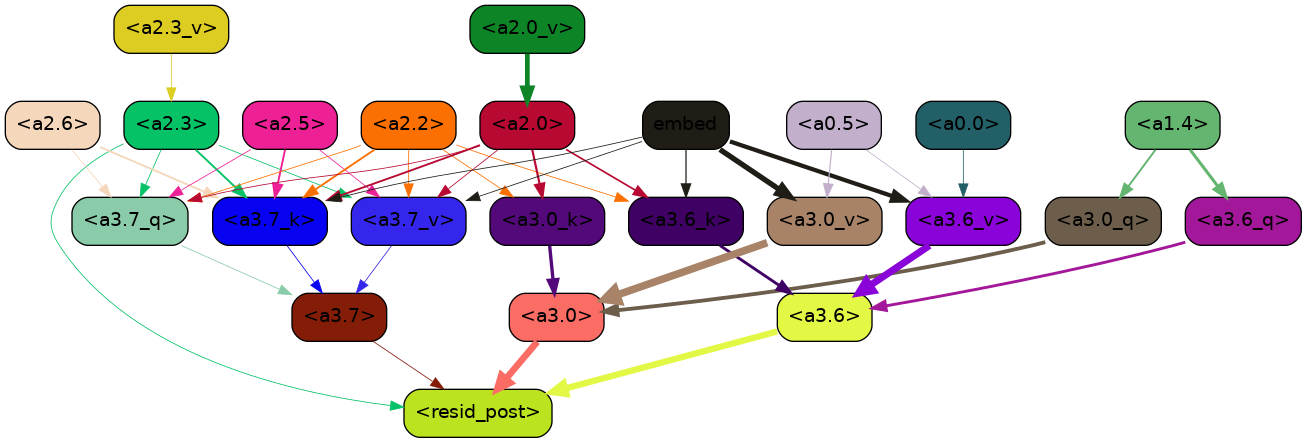 <a2.3_v>
<a2.0_v>
<a2.6>
<a2.3>
<a2.5>
<a2.2>
<a2.0>
embed
<a0.5>
<a0.0>
<a1.4>
<a3.7_q>
<a3.7_k>
<a3.7_v>
<a3.0_k>
<a3.6_k>
<a3.0_v>
<a3.6_v>
<a3.0_q>
<a3.6_q>
<a3.7>
<a3.0>
<a3.6>
<resid_post>